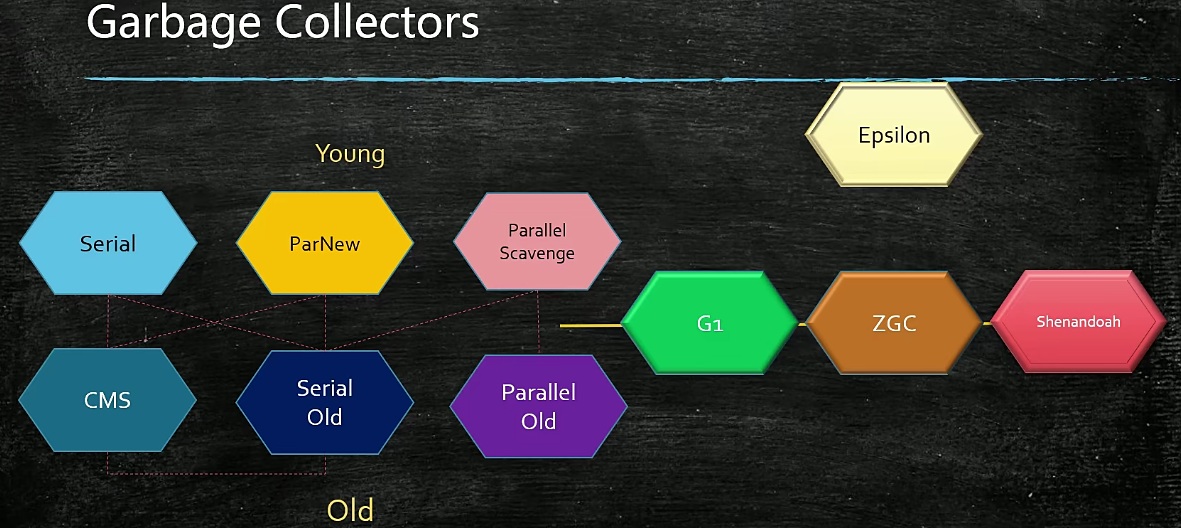 Garbage Collectors
Epsilon
Young
Serial
ParNew
Parallel
Scavenge
G1
ZGC
Shenandoah
CMS
Serial
Old
Parallel
Old
Old